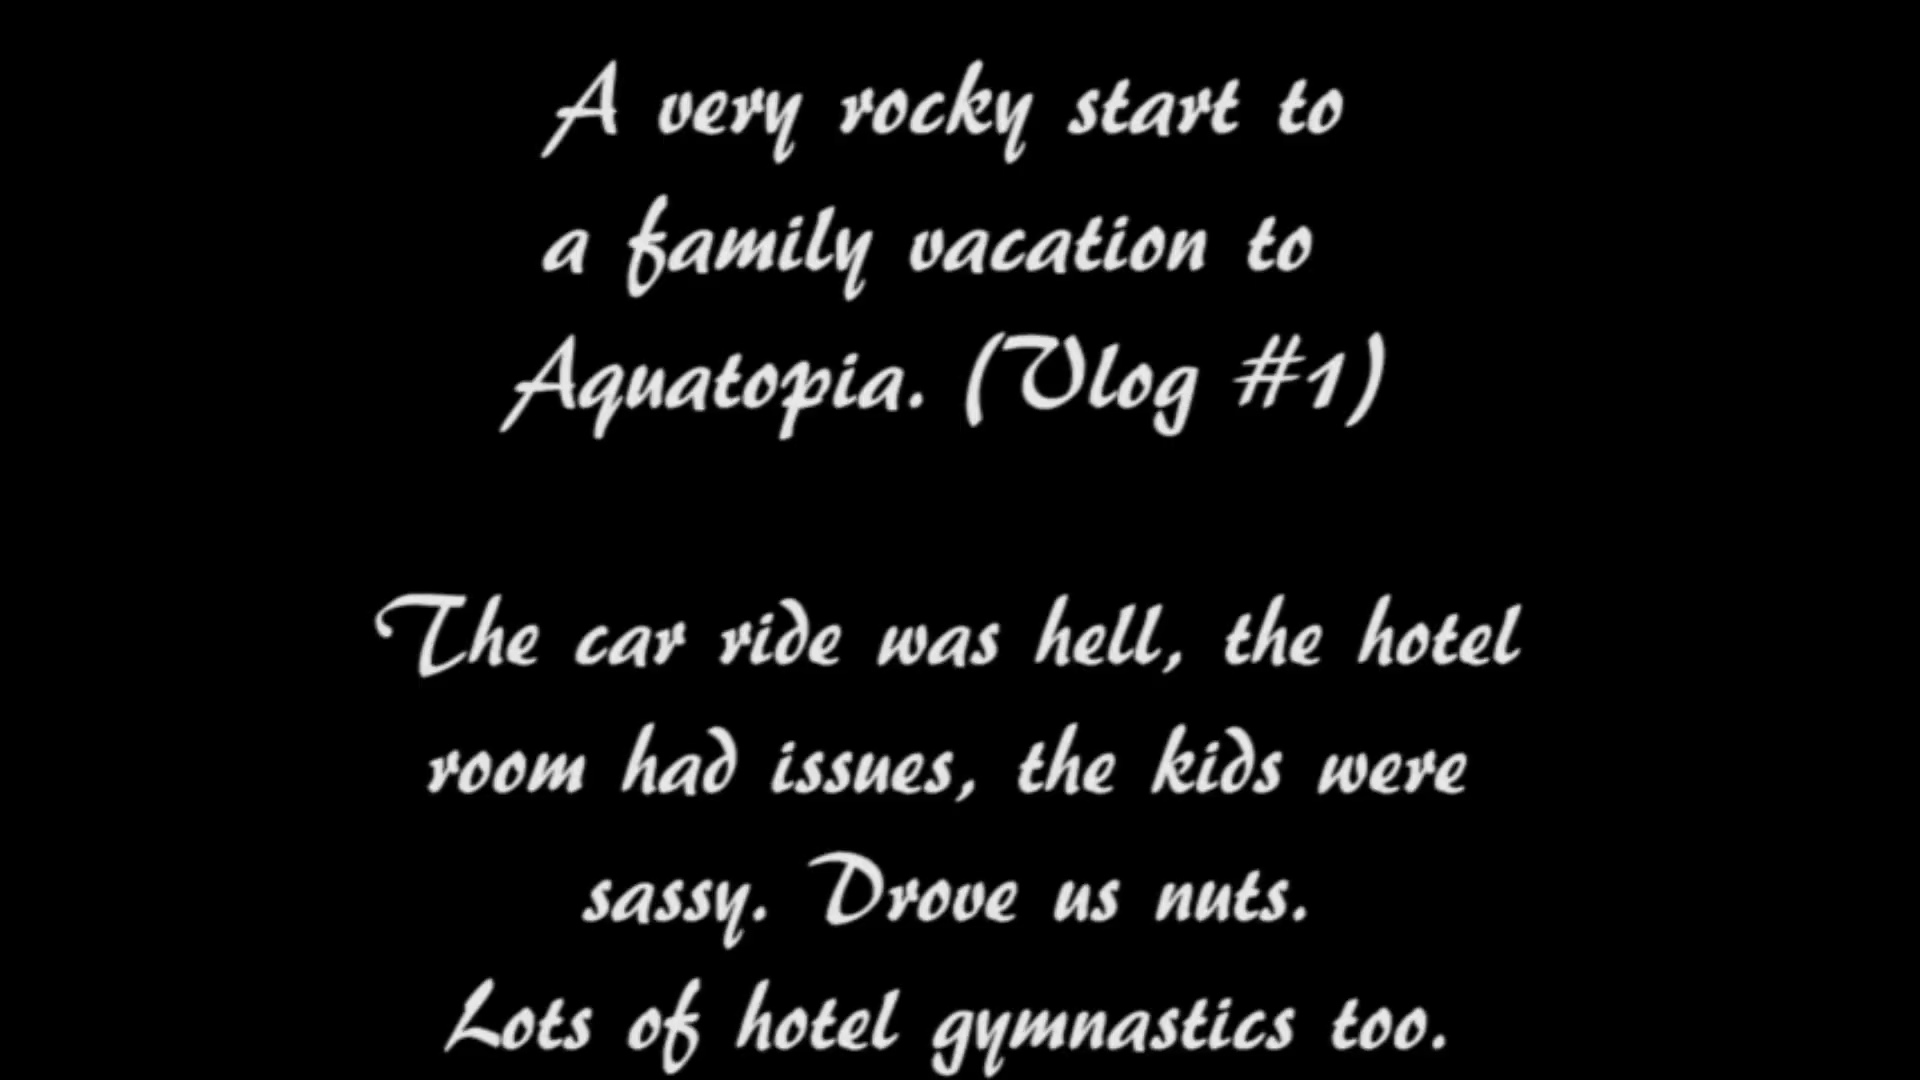 A very rocky start to
a family vacation to
Aquatopia. (Vlog #1)
The car ride was hell, the hotel
room had issues, the kids were
sassy. Drove us nuts.
Lots of hotel gymnastics too.